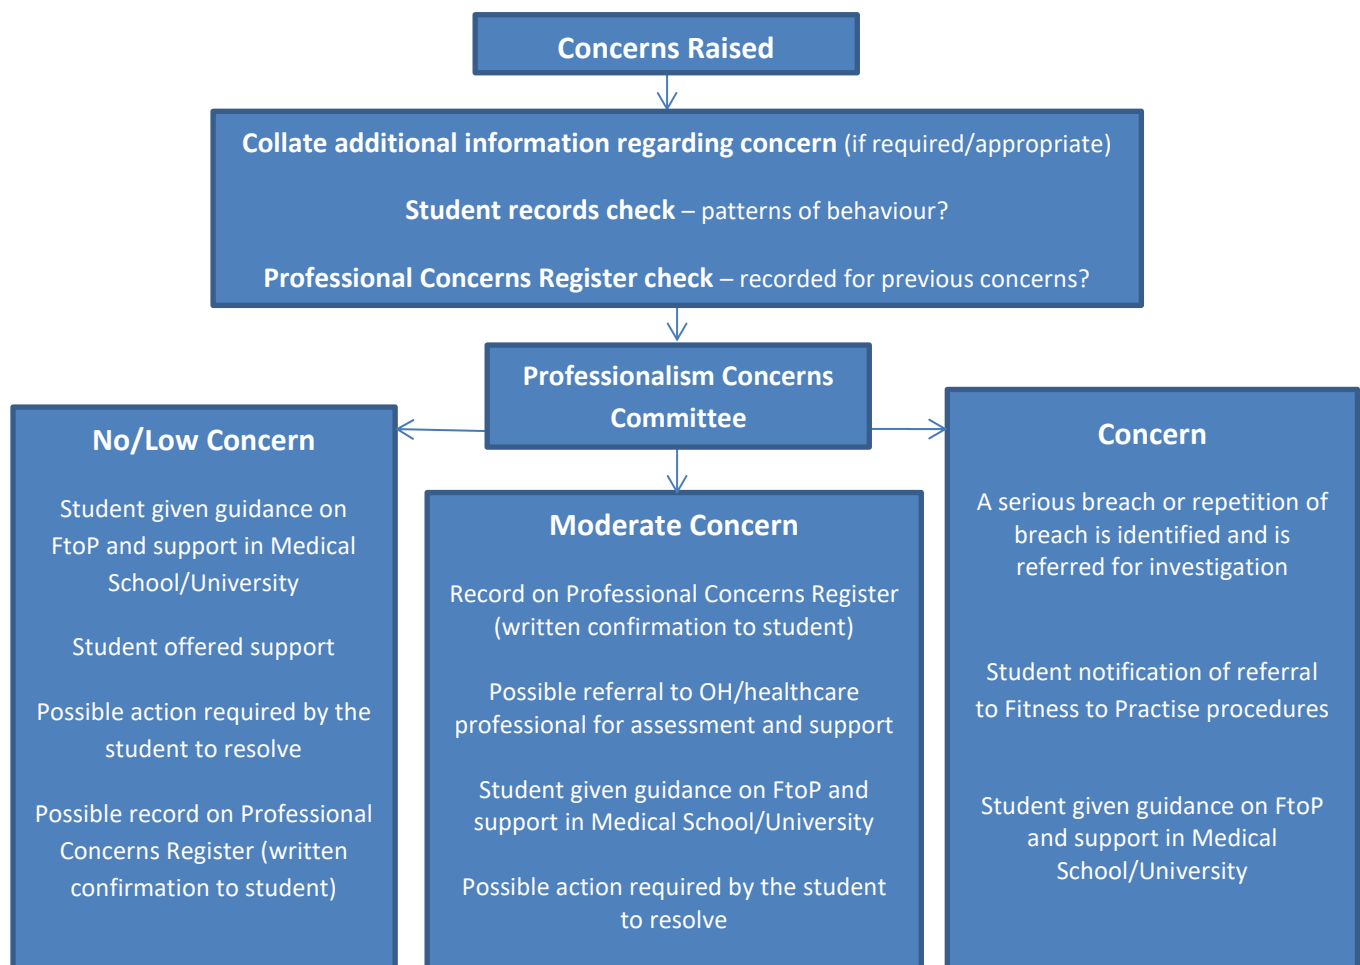 Concerns Raised
Collate additional information regarding concern (if required/appropriate)
Student records check – patterns of behaviour?
Professional Concerns Register check – recorded for previous concerns?
Professionalism Concerns
Committee
No/Low Concern
Student given guidance on
FtoP and support in Medical
School/University
Student offered support
Possible action required by the
student to resolve
Possible record on Professional
Concerns Register (written
confirmation to student)
Moderate Concern
Record on Professional Concerns Register
(written confirmation to student)
Possible referral to OH/healthcare
professional for assessment and support
Student given guidance on FtoP and
support in Medical School/University
Possible action required by the student
to resolve
Concern
A serious breach or repetition of
breach is identified and is
referred for investigation
Student notification of referral
to Fitness to Practise procedures
Student given guidance on FtoP
and support in Medical
School/University